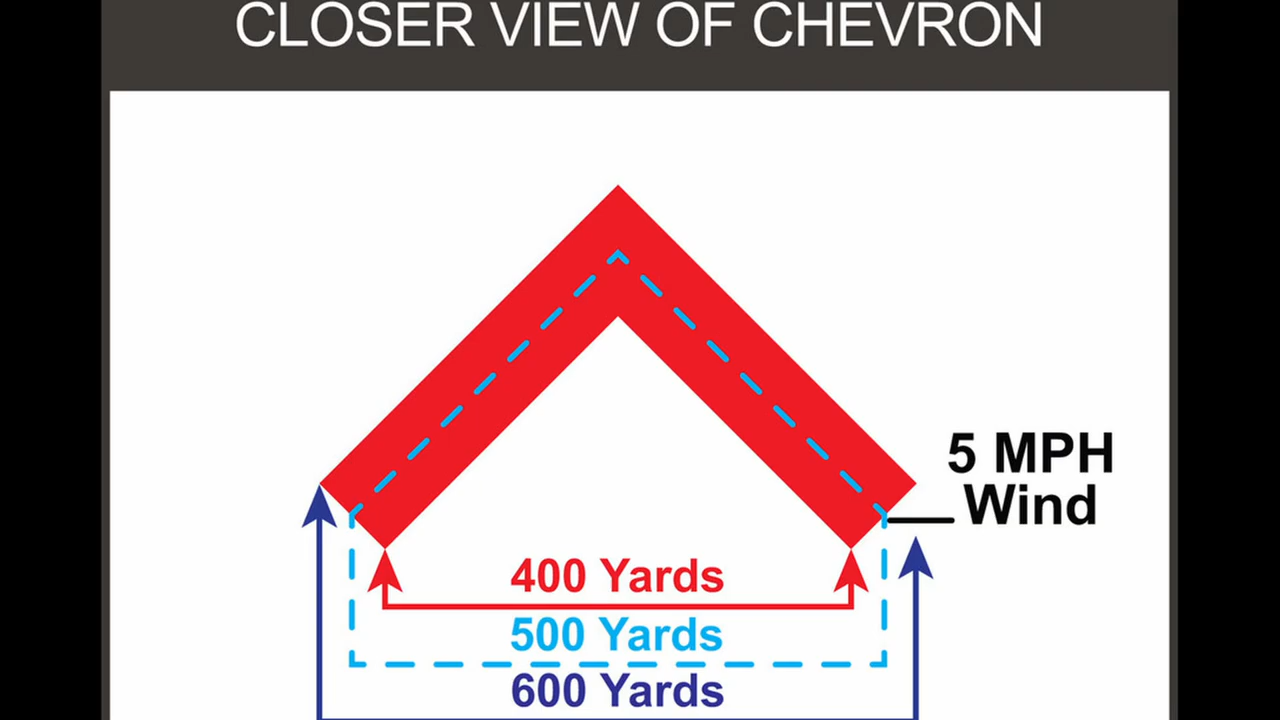 CLOSER VIEW OF CHEVRON
5 MPH
Wind
400 Yards
500 Yards
600 Yards